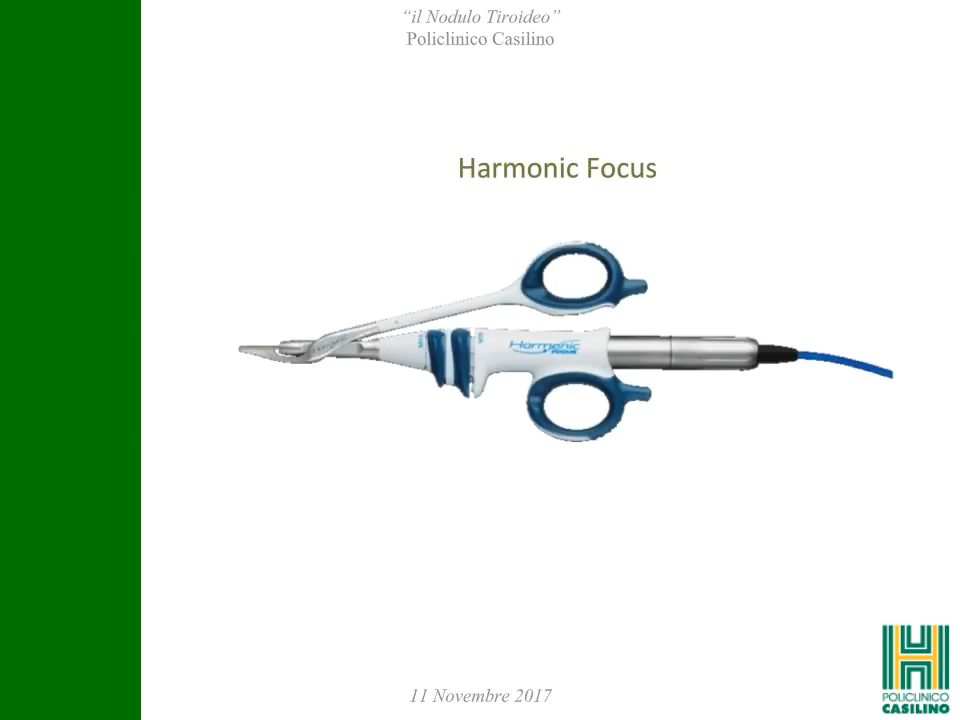 “il Nodulo Tiroideo”
Policlinico Casilino
Harmonic Focus
Harmonic
FOCUS
11 Novembre 2017
POLICLINICO
CASILINO